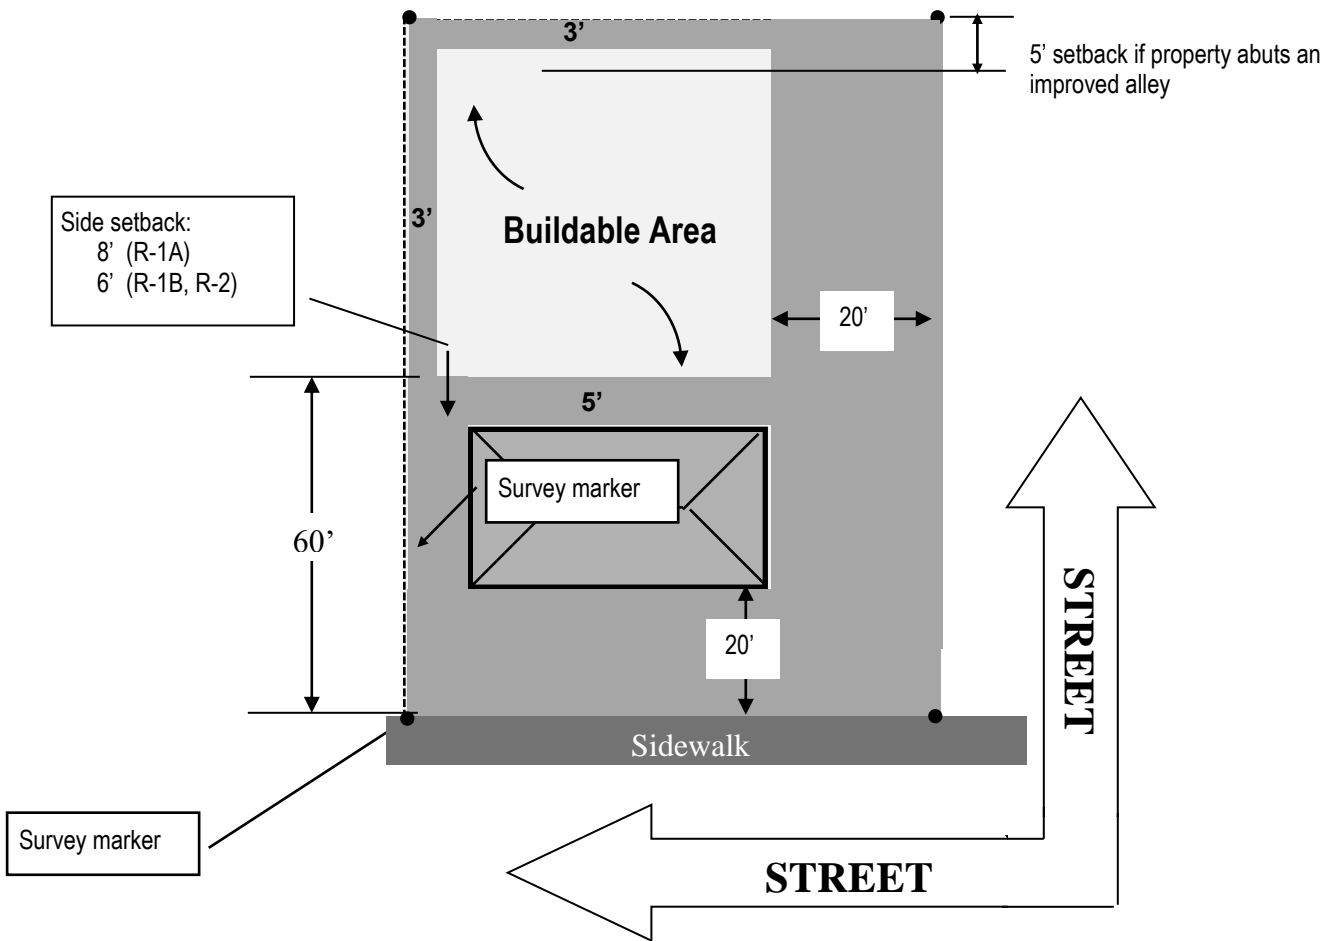 3’
5’ setback if property abuts an
improved alley
Side setback:
8’ (R-1A)
6’ (R-1B, R-2)
3’
Buildable Area
20’
5’
Survey marker
60’
STREET
20’
Sidewalk
Survey marker
STREET